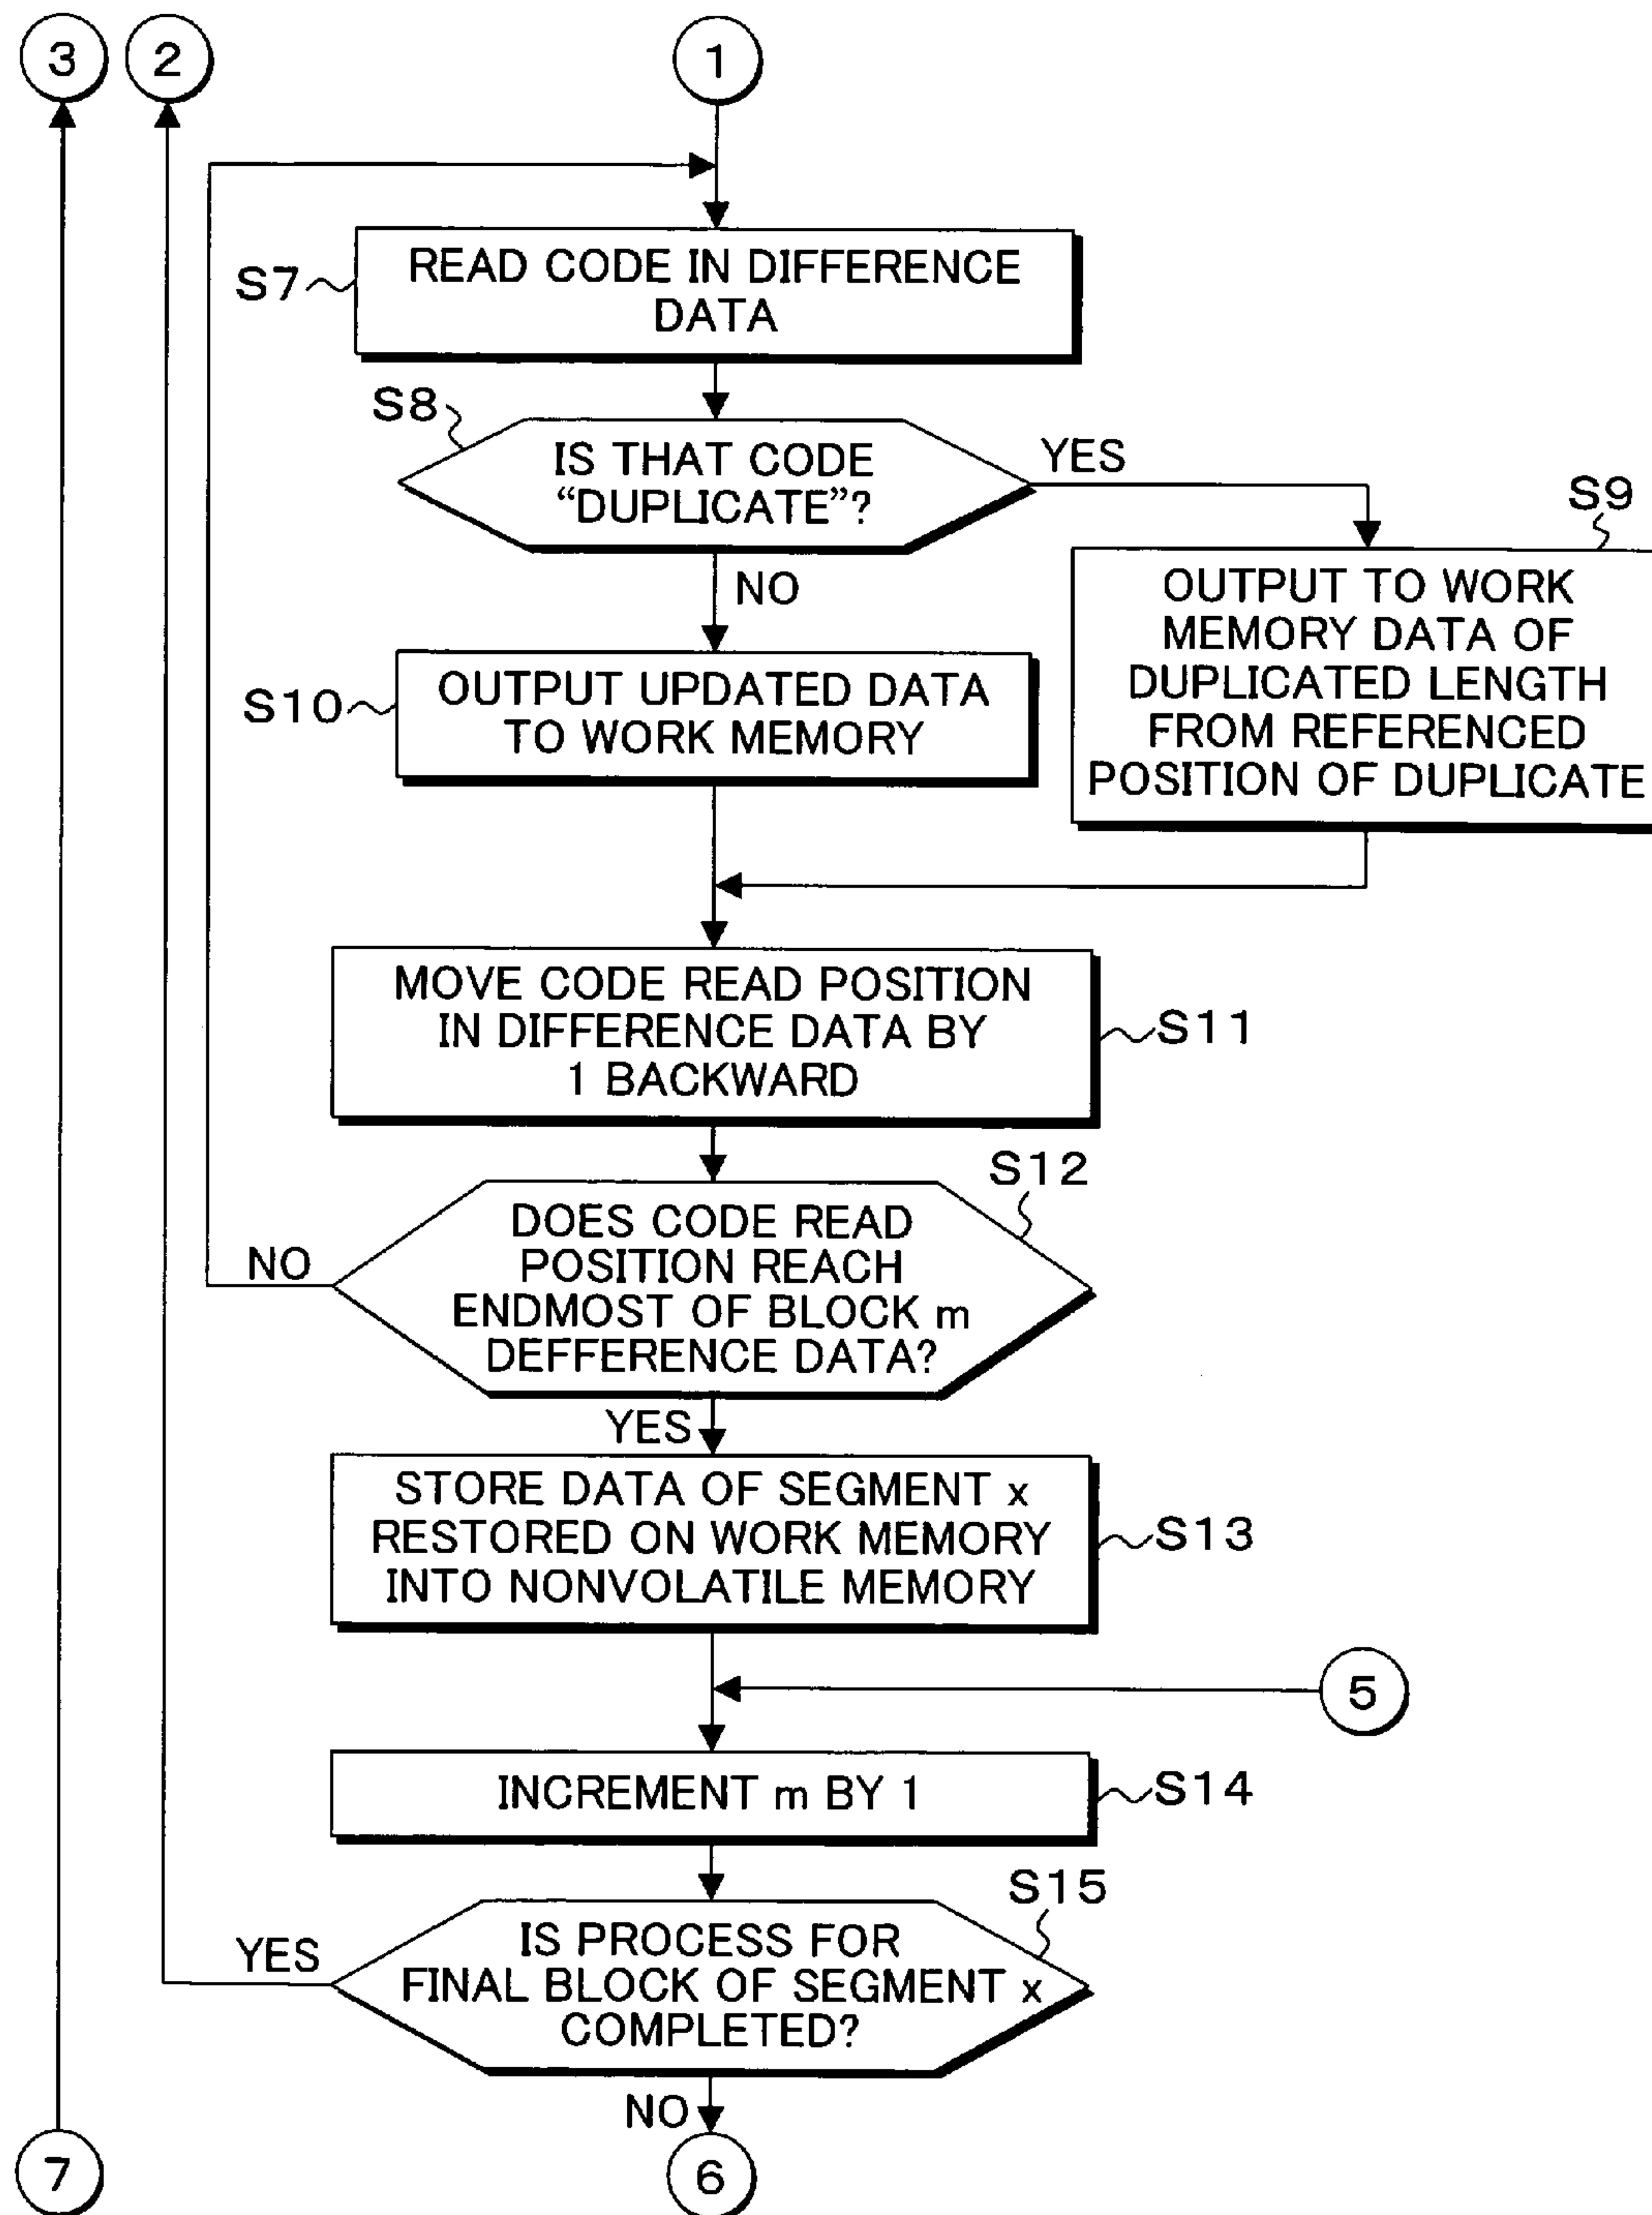 3
2
1
S7
READ CODE IN DIFFERENCE
DATA
S8
IS THAT CODE
“DUPLICATE”?
YES
NO
S9
OUTPUT TO WORK
MEMORY DATA OF
DUPLICATED LENGTH
FROM REFERENCED
POSITION OF DUPLICATE
S10
OUTPUT UPDATED DATA
TO WORK MEMORY
MOVE CODE READ POSITION
IN DIFFERENCE DATA BY
1 BACKWARD
S11
S12
DOES CODE READ
POSITION REACH
ENDMOST OF BLOCK m
DEFFERENCE DATA?
NO
YES
STORE DATA OF SEGMENT x
RESTORED ON WORK MEMORY
INTO NONVOLATILE MEMORY
S13
5
INCREMENT m BY 1
S14
S15
IS PROCESS FOR
FINAL BLOCK OF SEGMENT x
COMPLETED?
YES
NO
7
6